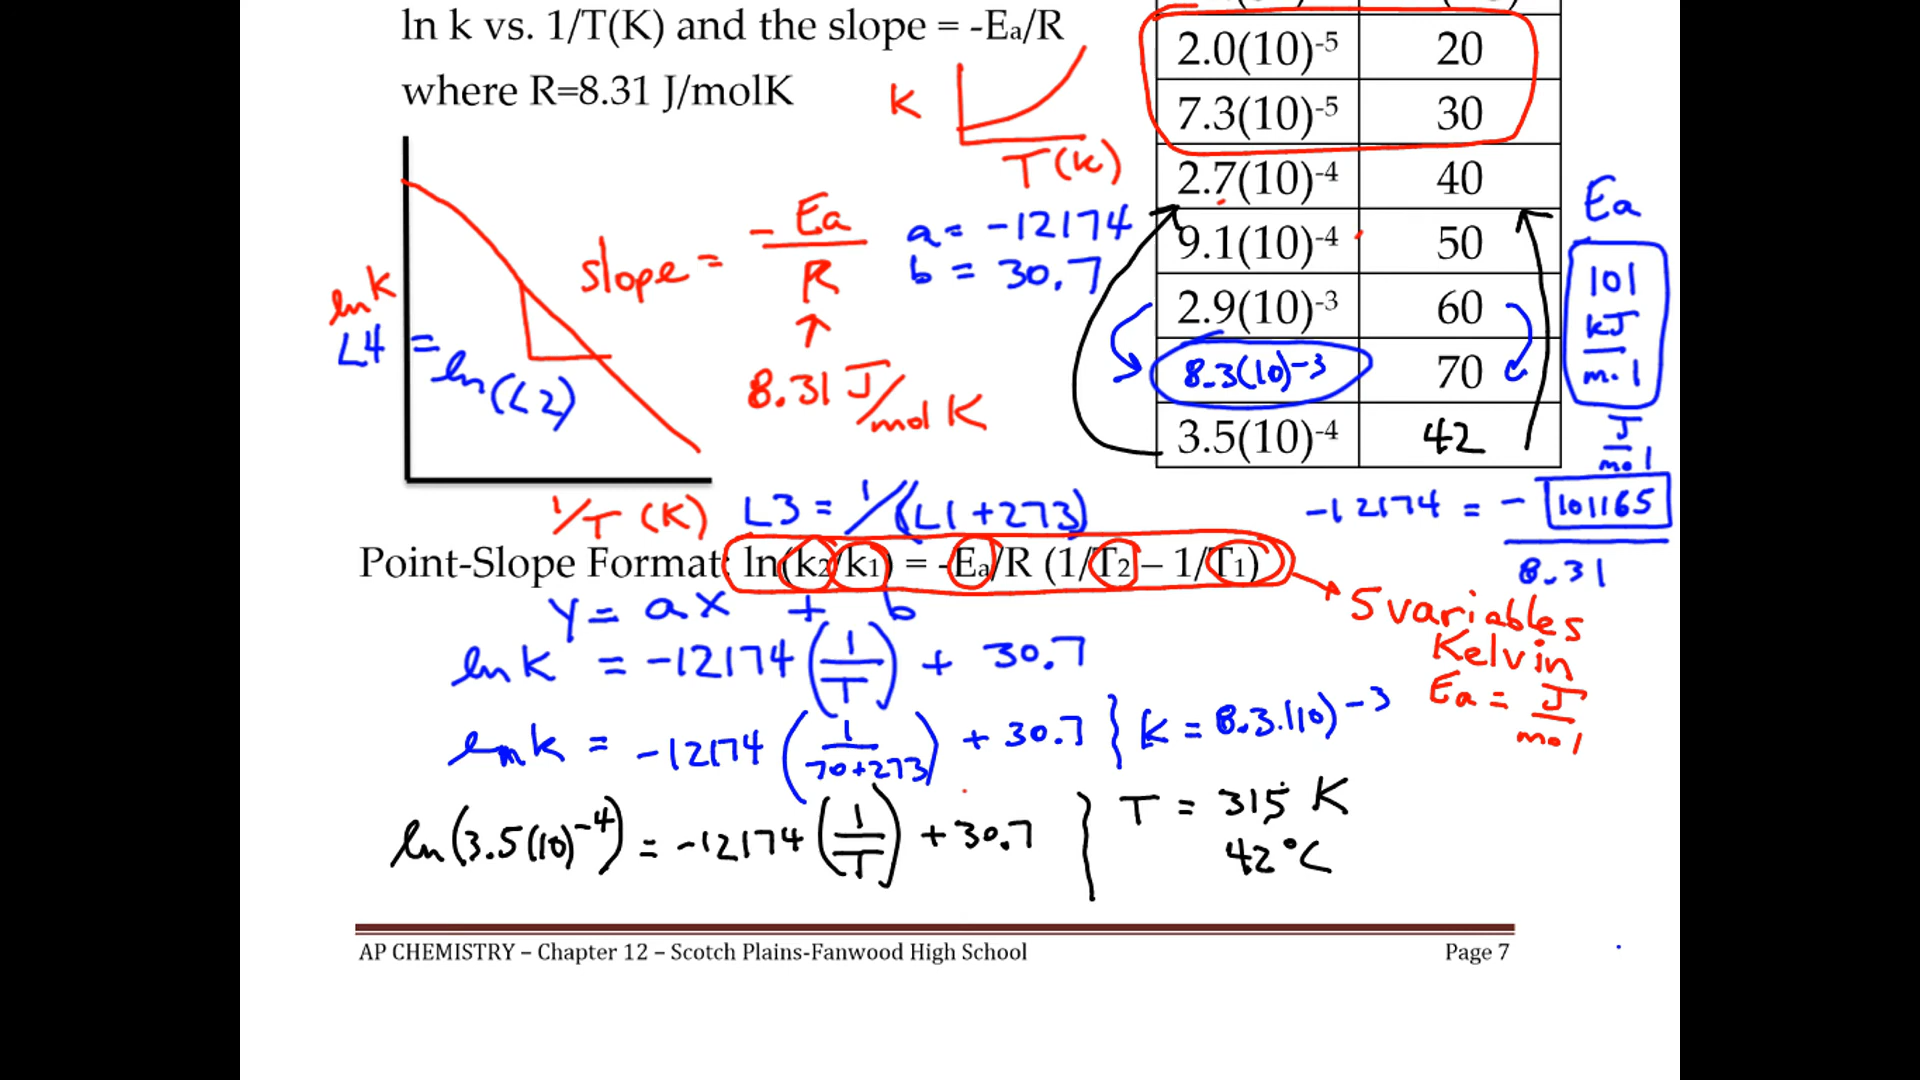 ln k vs. 1/T(K) and the slope = -Ea/R
where R=8.31 J/molK
K
T(K)
2.0(10)-5 20
7.3(10)-5 30
2.7(10)-4 40
9.1(10)-4 50
2.9(10)-3 60
8.3(10)-3 70
3.5(10)-4 42
Ea
101
kJ
mol
slope = - Ea
R
8.31 J/mol K
a = -12174
b = 30.7
ln k
L4 = ln(L2)
1/T (K)
L3 = 1/(L1+273)
J
mol
-12174 = - 101165
8.31
Point-Slope Format: ln(k2/k1) = -Ea/R (1/T2 – 1/T1)
5 variables
Kelvin
Ea = J
mol
y = ax + b
ln k = -12174 (1/T) + 30.7
ln k = -12174 (1/70+273) + 30.7 } K = 8.3.(10)-3
ln(3.5(10)-4) = -12174 (1/T) + 30.7 } T = 315 K
42°C
AP CHEMISTRY – Chapter 12 – Scotch Plains-Fanwood High School Page 7